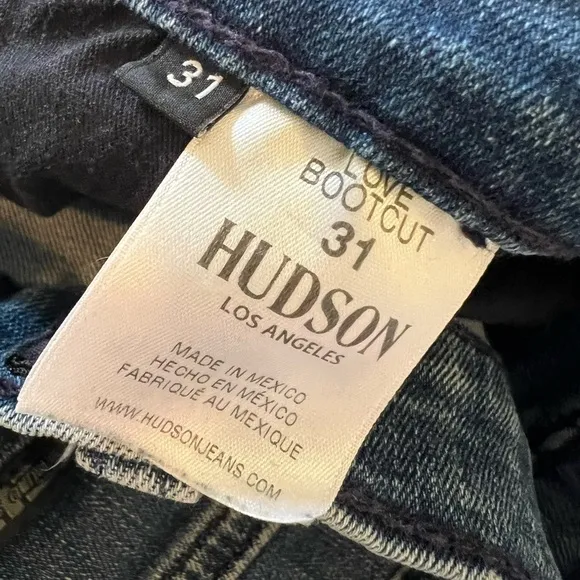 31
LOVE
BOOTCUT
31
HUDSON
LOS ANGELES
MADE IN MEXICO
HECHO EN MÉXICO
FABRIQUÉ AU MEXIQUE
WWW.HUDSONJEANS.COM